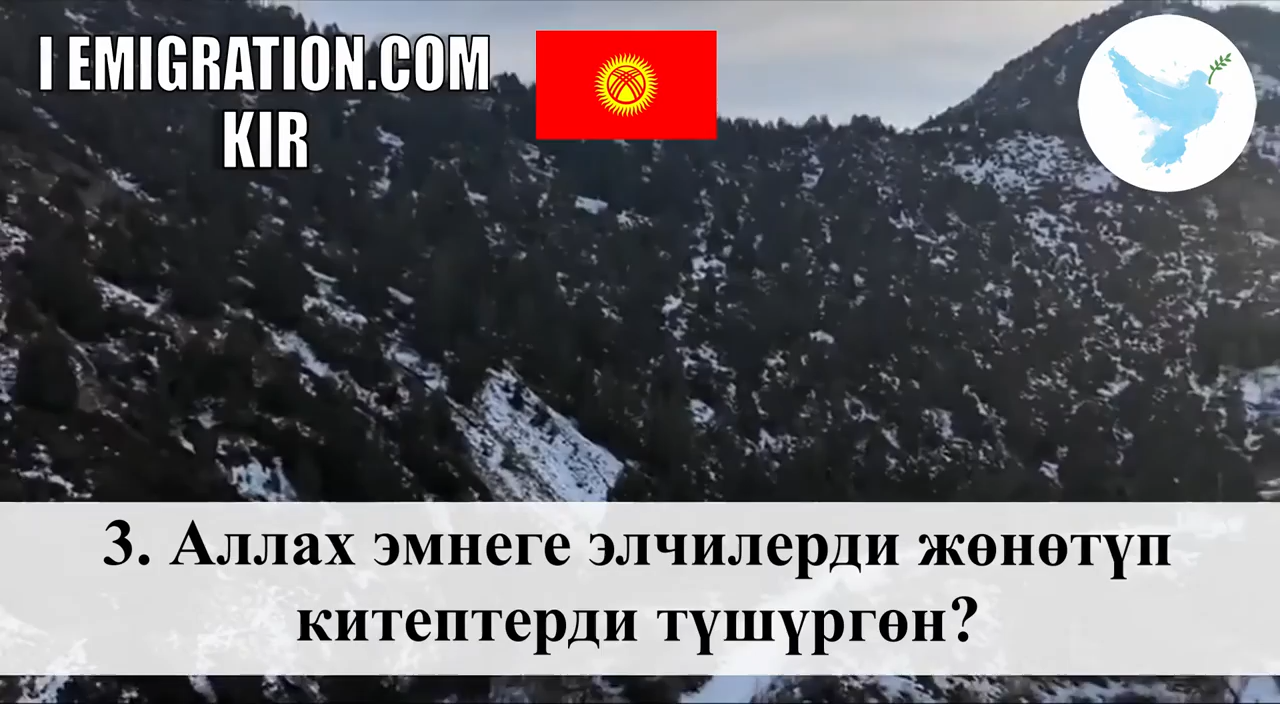 I EMIGRATION.COM
KIR
3. Аллах эмнеге элчилерди жөнөтүп
китептерди түшүргөн?